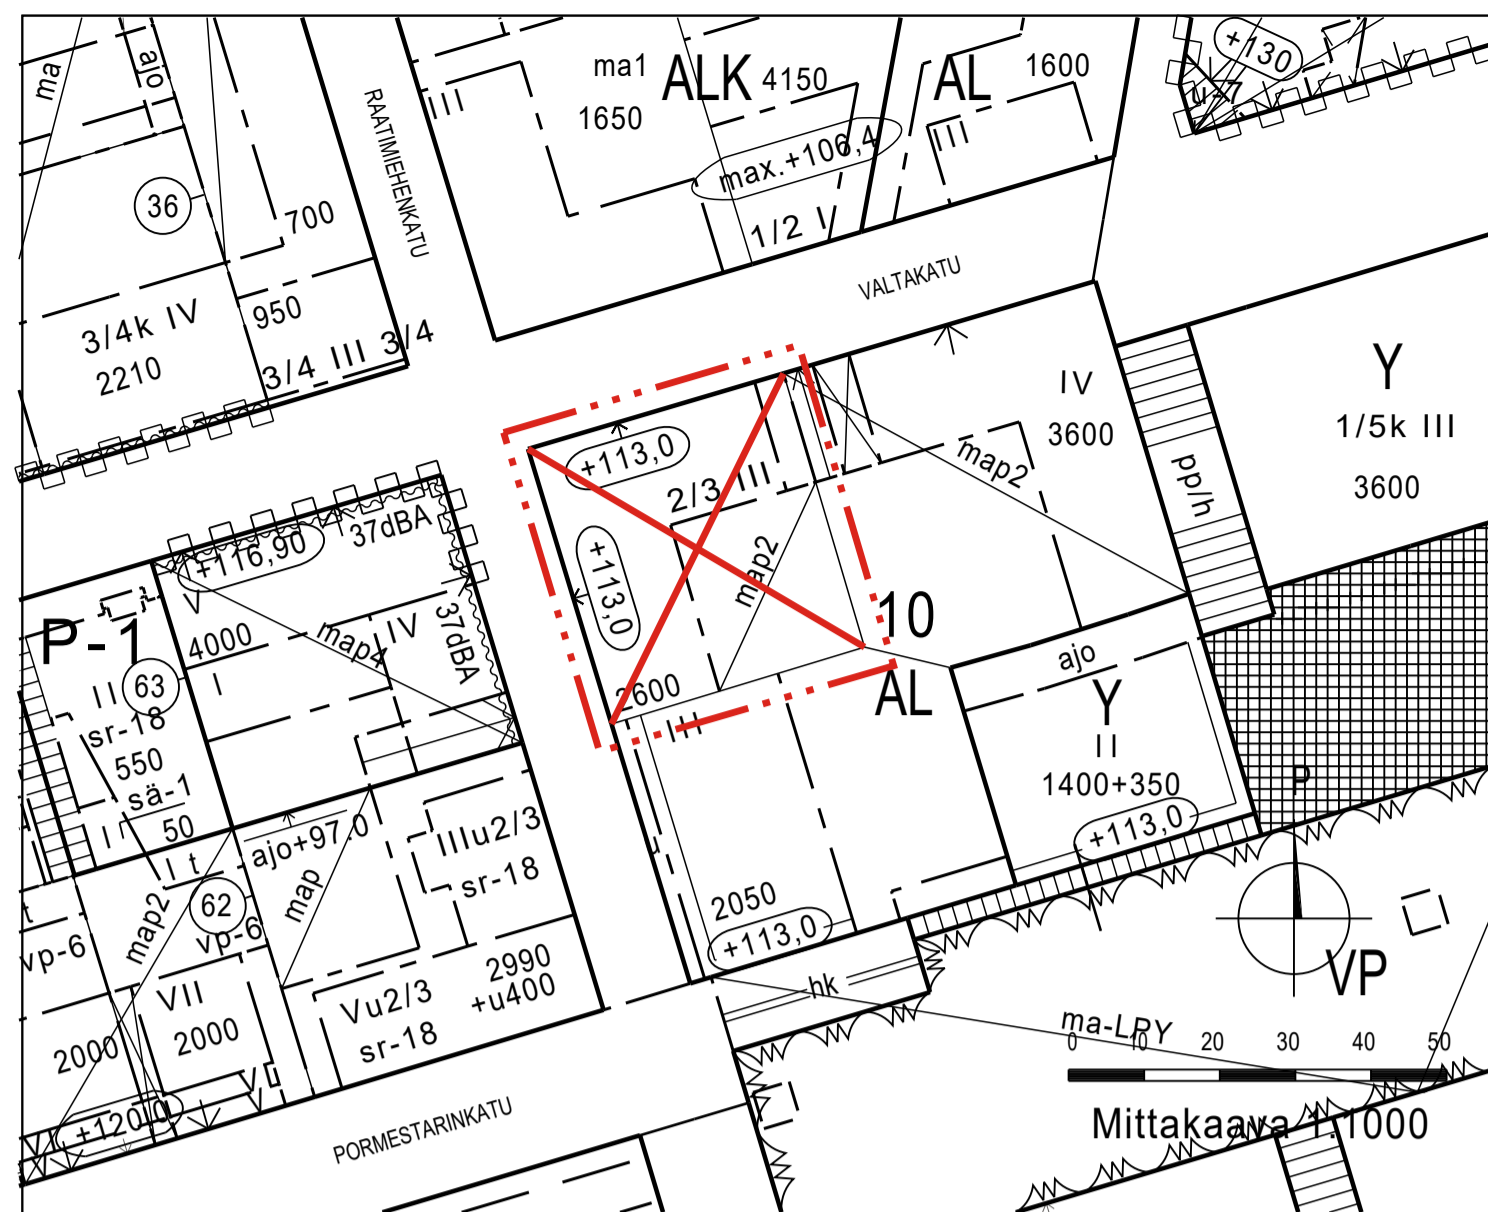 ma
ajo
RAATIMIEHENKATU
III
ma1
1650
ALK 4150
AL
1600
III
+130
u-7
max.+106,4
1/2 I
36
700
3/4k IV
2210
950
3/4 III 3/4
VALTAKATU
IV
3600
map2
pp/h
Y
1/5k III
3600
+113,0
2/3 III
+113,0
map2
10
AL
2600
III
37dBA
+116,90
V
4000
I
map4
IV
37dBA
P-1
63
II
sr-18
550
sä-1
I
50
I t
ajo
Y
II
1400+350
+113,0
P
ajo+97.0
map
IIIu2/3
sr-18
map2
62
vp-6
t
vp-6
VII
2000
2000
Vu2/3
sr-18
2990
+u400
2050
+113,0
hk
VP
ma-LPY
0 10 20 30 40 50
Mittakaava 1:1000
VI
+120,0
V
PORMESTARINKATU